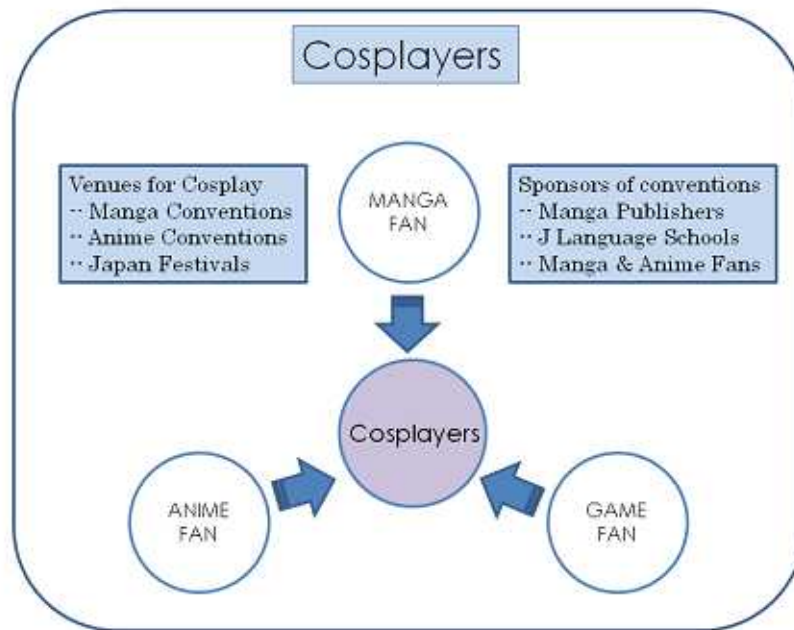 Cosplayers
Venues for Cosplay
-- Manga Conventions
-- Anime Conventions
-- Japan Festivals
MANGA
FAN
Sponsors of conventions
-- Manga Publishers
-- J Language Schools
-- Manga & Anime Fans
Cosplayers
ANIME
FAN
GAME
FAN